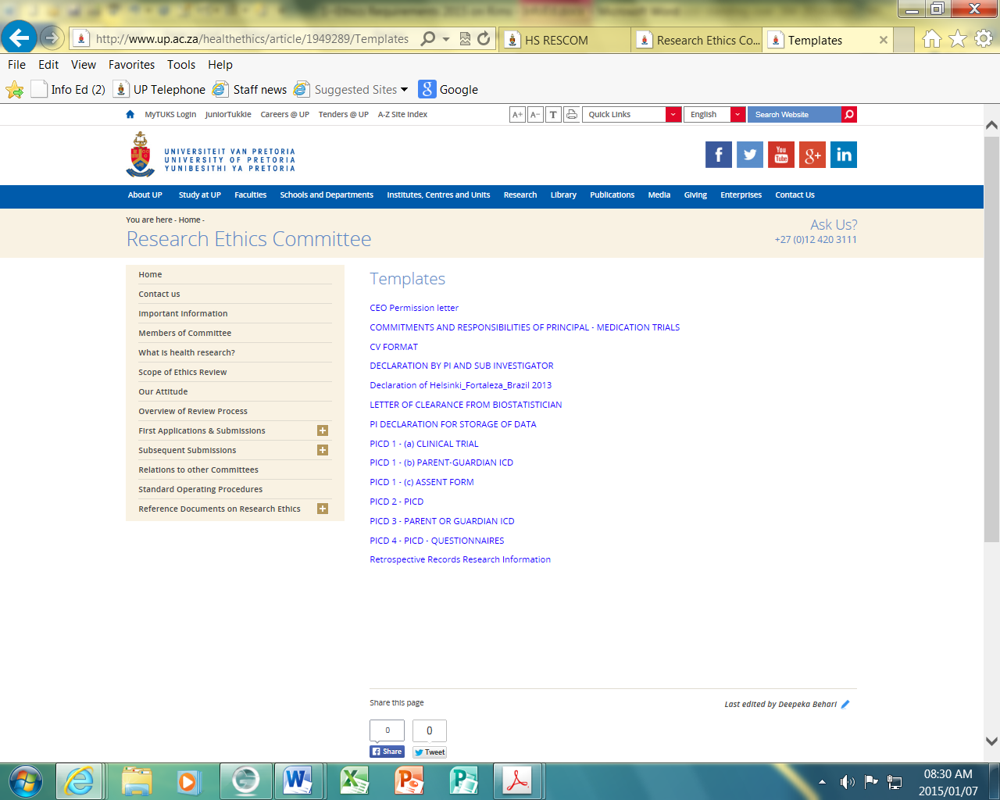 http://www.up.ac.za/healthethics/article/1949289/Templates
HS RESCOM
Research Ethics Co...
Templates
File Edit View Favorites Tools Help
Info Ed (2) UP Telephone Staff news Suggested Sites Google
MyTUKS Login JuniorTukkie Careers @ UP Tenders @ UP A-Z Site Index
A+ A- T Quick Links English Search Website
UNIVERSITEIT VAN PRETORIA
UNIVERSITY OF PRETORIA
YUNIBESITHI YA PRETORIA
f You Tube g+ in
About UP Study at UP Faculties Schools and Departments Institutes, Centres and Units Research Library Publications Media Giving Enterprises Contact Us
You are here - Home -
Research Ethics Committee
Ask Us?
+27 (0)12 420 3111
Home
Contact us
Important Information
Members of Committee
What is health research?
Scope of Ethics Review
Our Attitude
Overview of Review Process
First Applications & Submissions
Subsequent Submissions
Relations to other Committees
Standard Operating Procedures
Reference Documents on Research Ethics
Templates
CEO Permission letter
COMMITMENTS AND RESPONSIBILITIES OF PRINCIPAL - MEDICATION TRIALS
CV FORMAT
DECLARATION BY PI AND SUB INVESTIGATOR
Declaration of Helsinki_Fortaleza_Brazil 2013
LETTER OF CLEARANCE FROM BIOSTATISTICIAN
PI DECLARATION FOR STORAGE OF DATA
PICD 1 - (a) CLINICAL TRIAL
PICD 1 - (b) PARENT-GUARDIAN ICD
PICD 1 - (c) ASSENT FORM
PICD 2 - PICD
PICD 3 - PARENT OR GUARDIAN ICD
PICD 4 - PICD - QUESTIONNAIRES
Retrospective Records Research Information
Share this page
Last edited by Deepeka Behari
0 0
Share Tweet
08:30 AM
2015/01/07